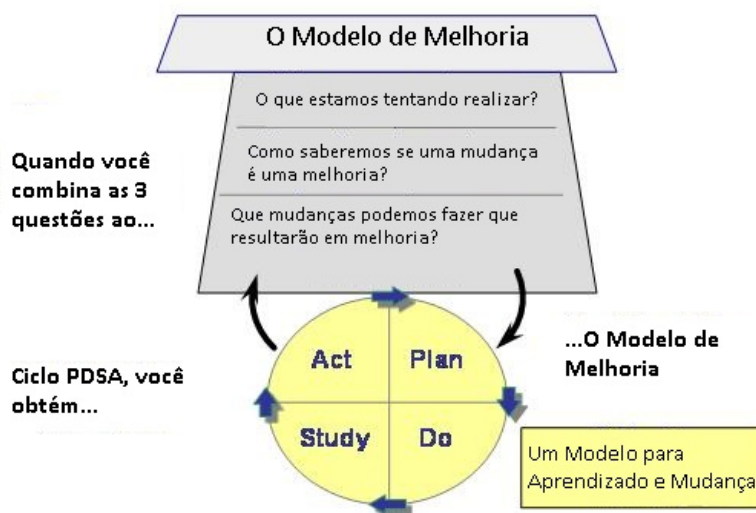 O Modelo de Melhoria
O que estamos tentando realizar?
Como saberemos se uma mudança
é uma melhoria?
Que mudanças podemos fazer que
resultarão em melhoria?
Quando você
combina as 3
questões ao...
Act
Plan
Study
Do
Ciclo PDSA, você
obtém...
...O Modelo de
Melhoria
Um Modelo para
Aprendizado e Mudança